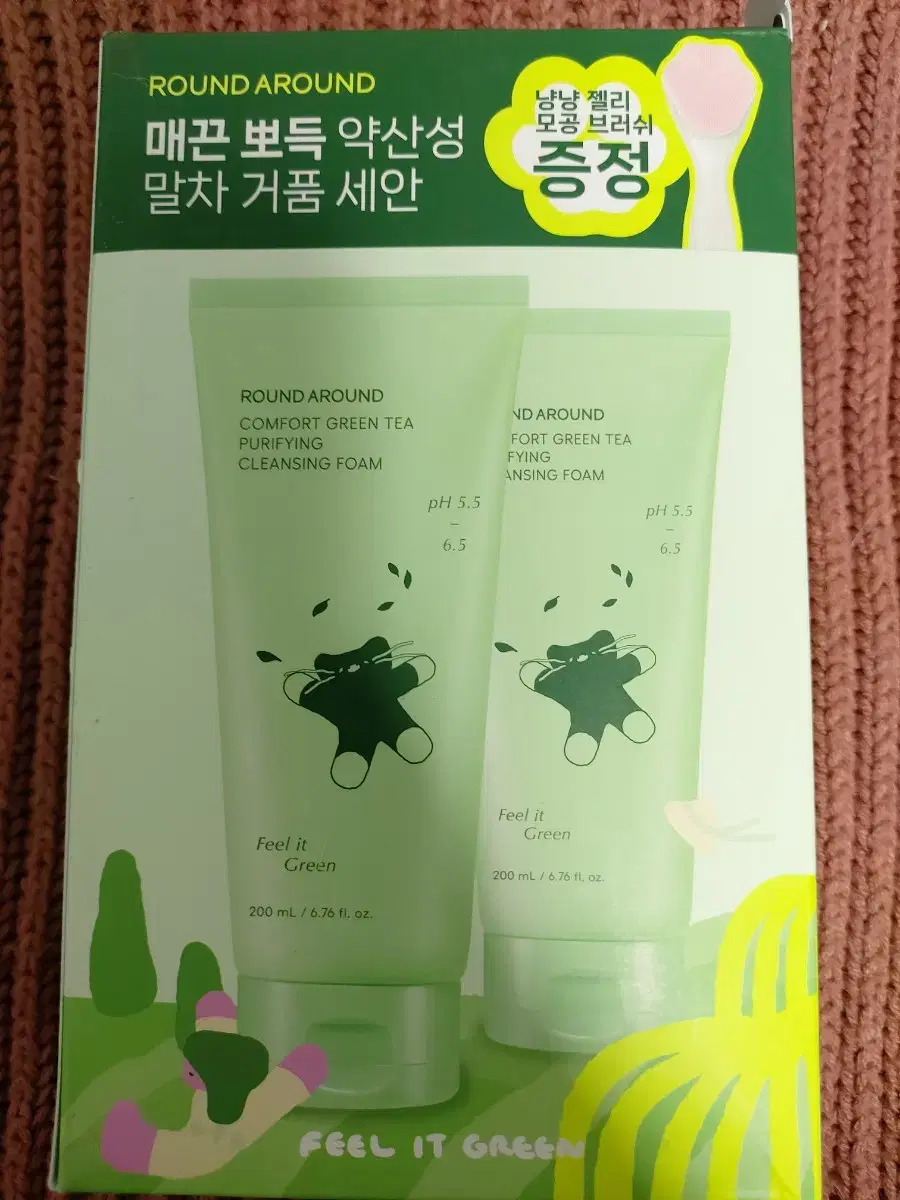 ROUND AROUND
매끈 뽀득 약산성
말차 거품 세안
냥냥 젤리
모공 브러쉬
증정
ROUND AROUND
COMFORT GREEN TEA
PURIFYING
CLEANSING FOAM
pH 5.5
–
6.5
Feel it
Green
200 mL / 6.76 fl. oz.
ND AROUND
FORT GREEN TEA
FYING
ANSING FOAM
pH 5.5
–
6.5
Feel it
Green
200 mL / 6.76 fl. oz.
FEEL IT GREEN